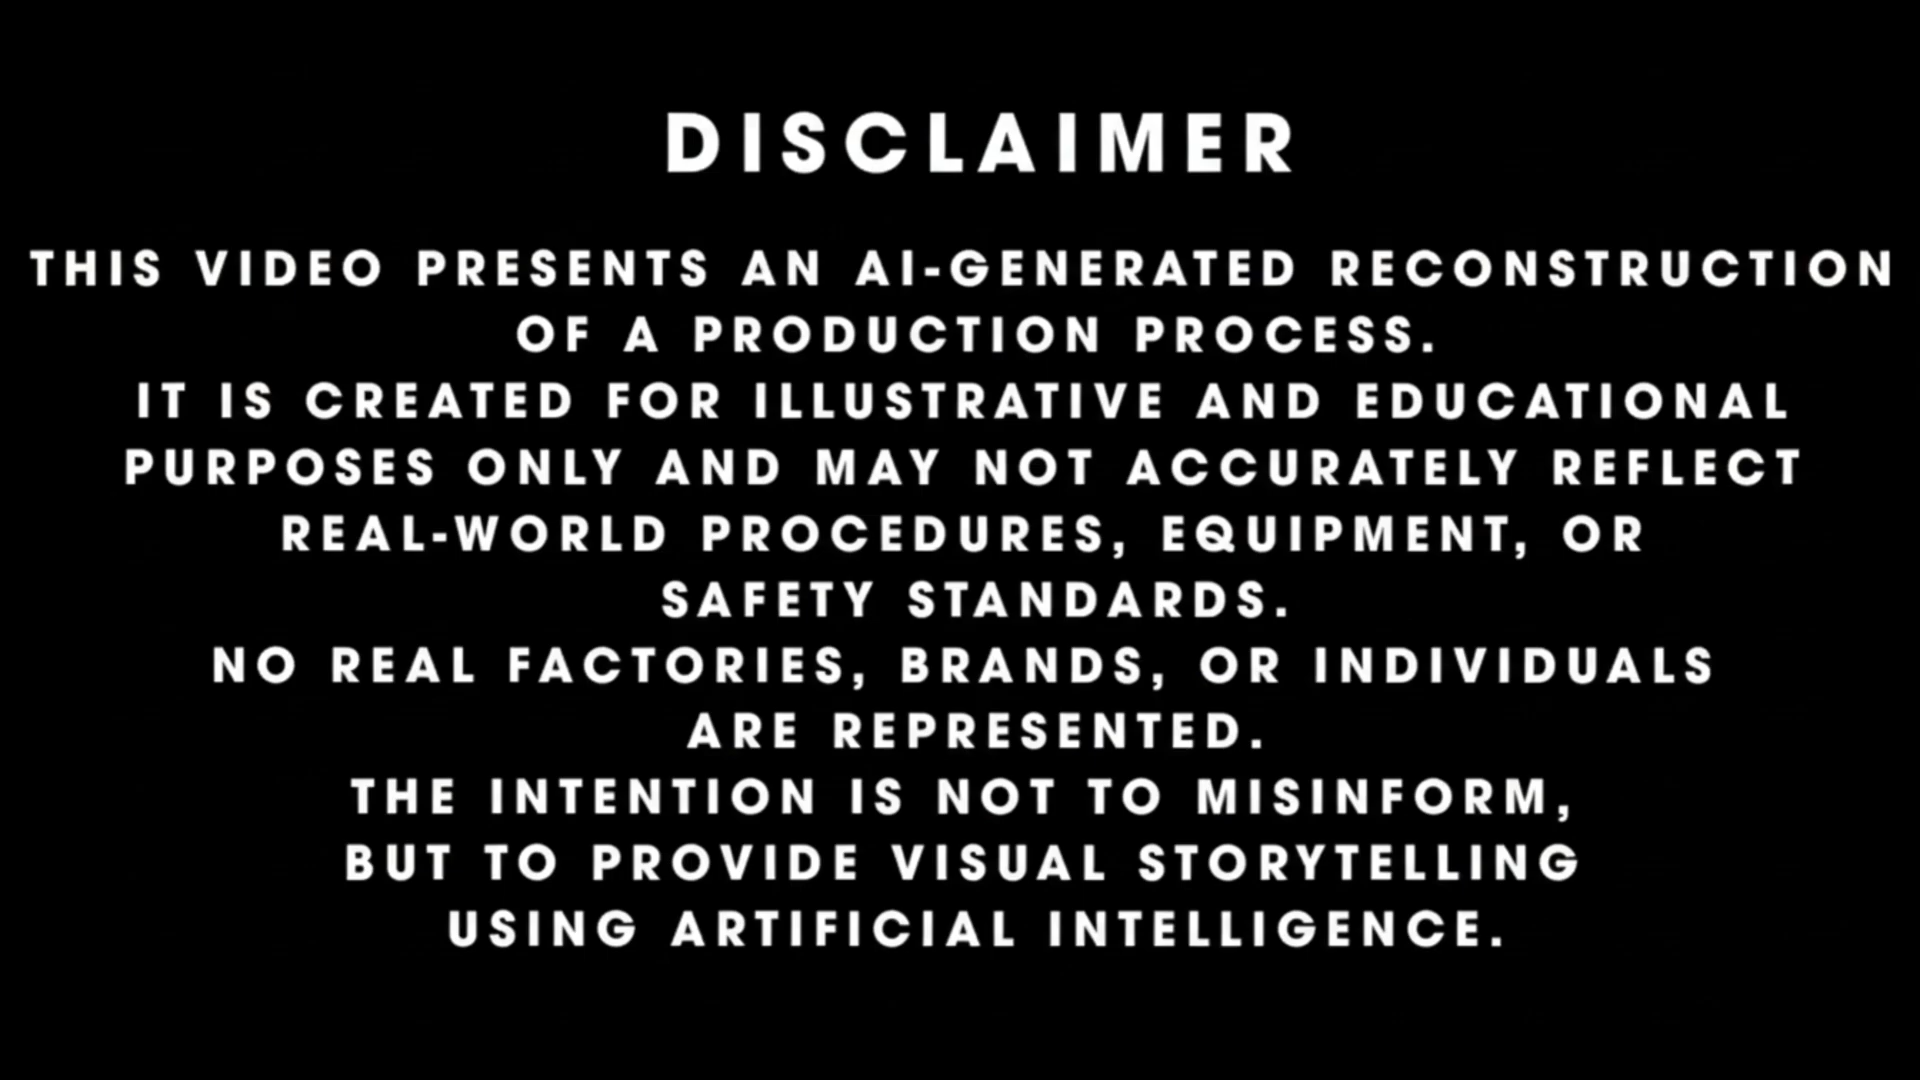 DISCLAIMER
THIS VIDEO PRESENTS AN AI-GENERATED RECONSTRUCTION
OF A PRODUCTION PROCESS.
IT IS CREATED FOR ILLUSTRATIVE AND EDUCATIONAL
PURPOSES ONLY AND MAY NOT ACCURATELY REFLECT
REAL-WORLD PROCEDURES, EQUIPMENT, OR
SAFETY STANDARDS.
NO REAL FACTORIES, BRANDS, OR INDIVIDUALS
ARE REPRESENTED.
THE INTENTION IS NOT TO MISINFORM,
BUT TO PROVIDE VISUAL STORYTELLING
USING ARTIFICIAL INTELLIGENCE.